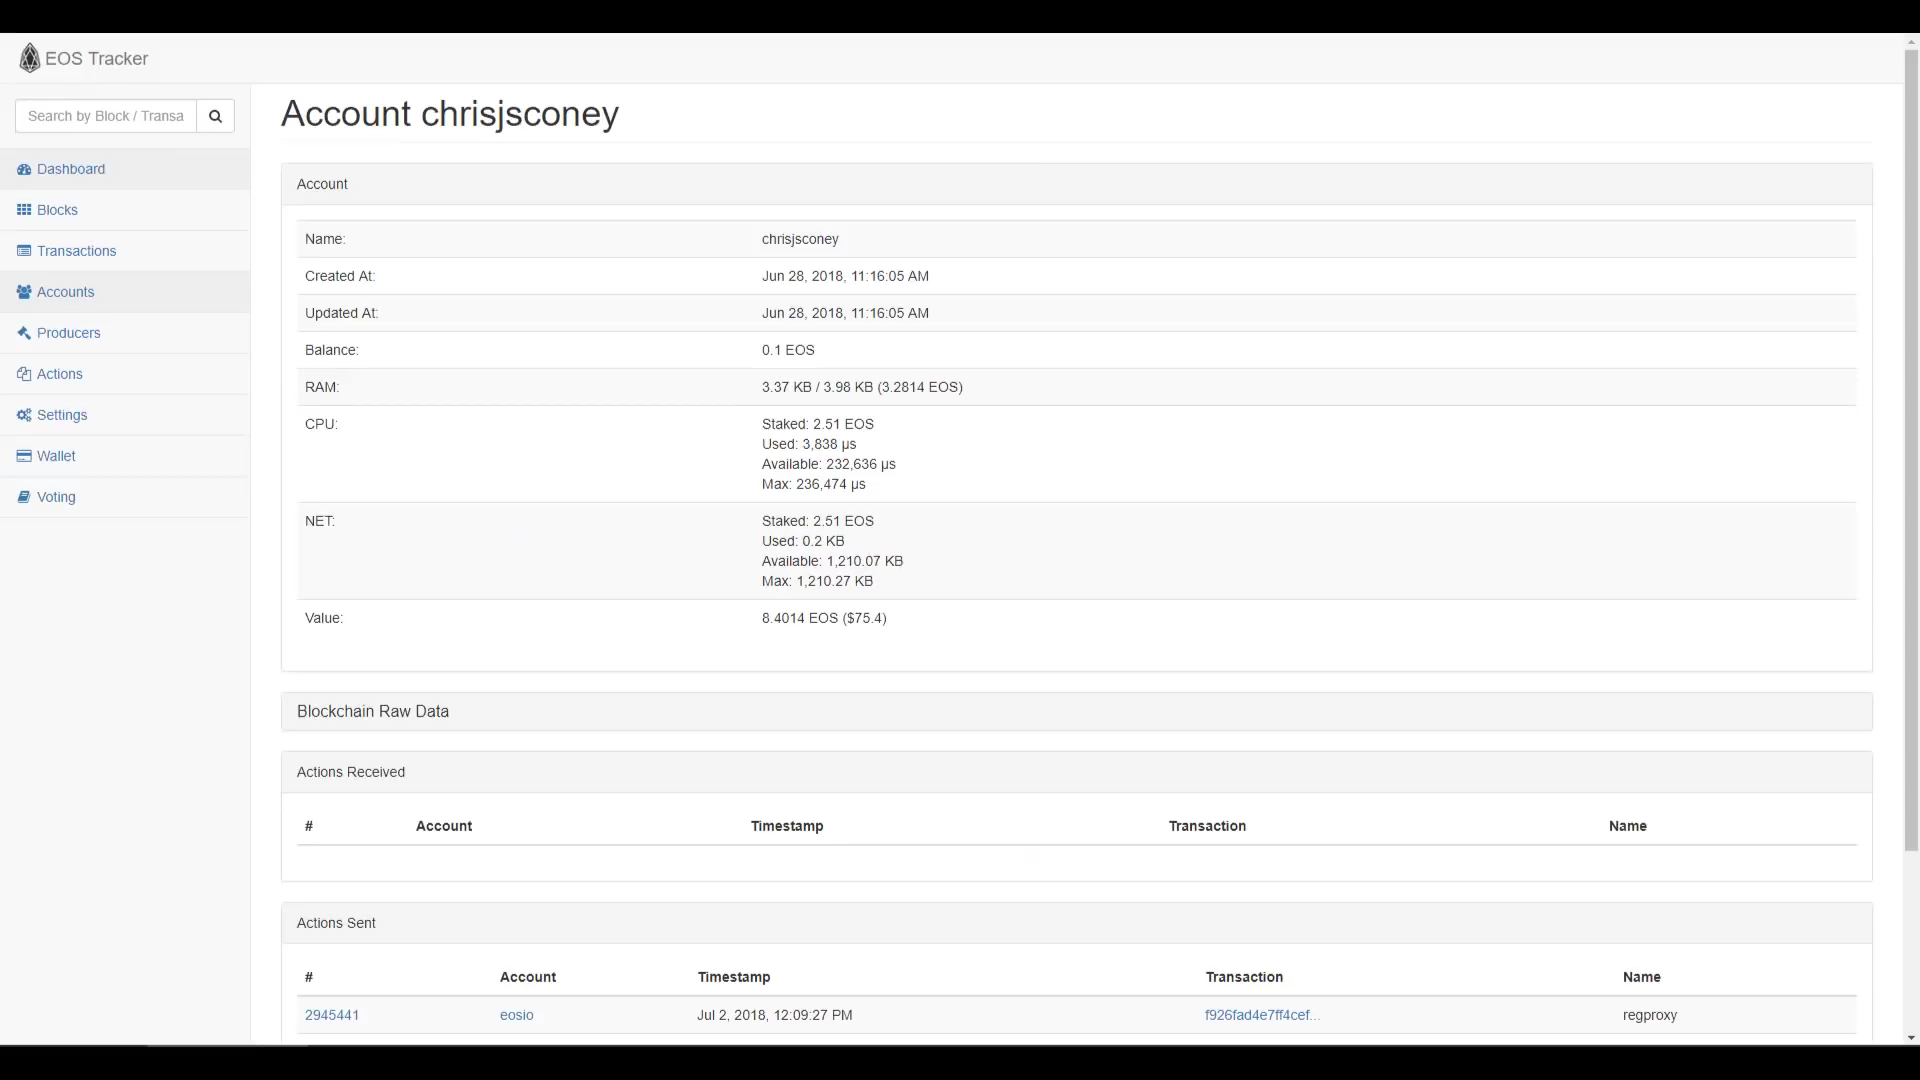 EOS Tracker
Search by Block / Transa
Dashboard
Blocks
Transactions
Accounts
Producers
Actions
Settings
Wallet
Voting
Account chrisjsconey
Account
Name: chrisjsconey
Created At: Jun 28, 2018, 11:16:05 AM
Updated At: Jun 28, 2018, 11:16:05 AM
Balance: 0.1 EOS
RAM: 3.37 KB / 3.98 KB (3.2814 EOS)
CPU: Staked: 2.51 EOS
Used: 3,838 µs
Available: 232,636 µs
Max: 236,474 µs
NET: Staked: 2.51 EOS
Used: 0.2 KB
Available: 1,210.07 KB
Max: 1,210.27 KB
Value: 8.4014 EOS ($75.4)
Blockchain Raw Data
Actions Received
# Account Timestamp Transaction Name
Actions Sent
# Account Timestamp Transaction Name
2945441 eosio Jul 2, 2018, 12:09:27 PM f926fad4e7ff4cef... regproxy